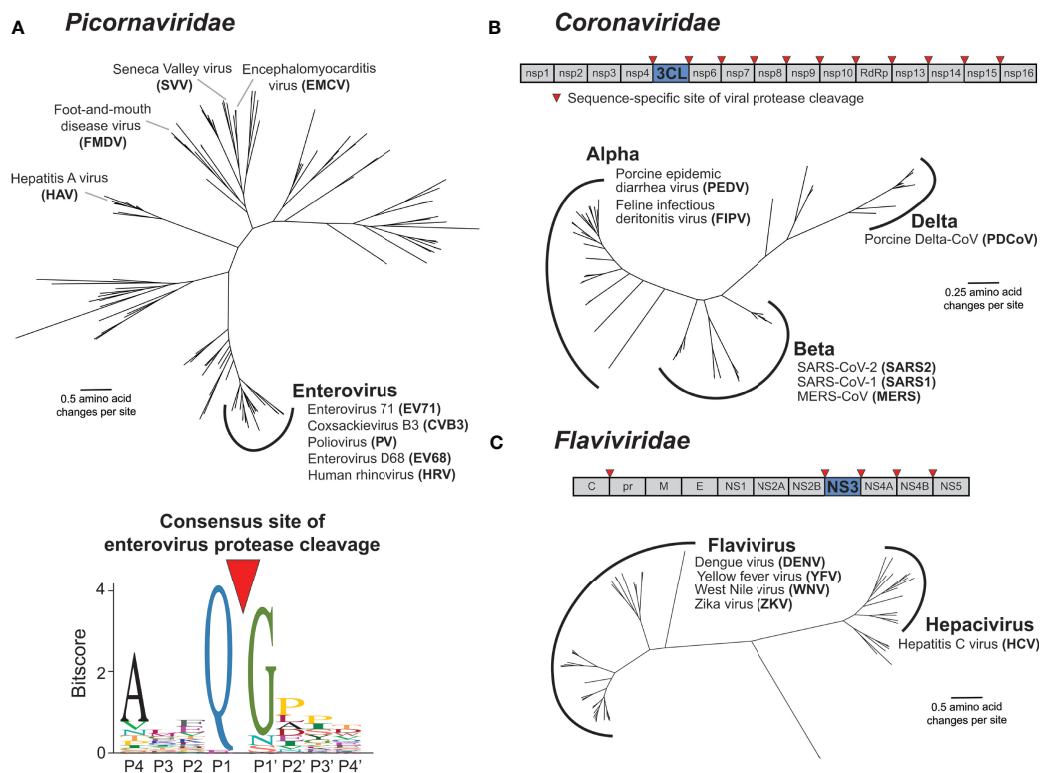 A
Picornaviridae
Seneca Valley virus
(SVV)
Encephalomyocarditis
virus (EMCV)
Foot-and-mouth
disease virus
(FMDV)
Hepatitis A virus
(HAV)
0.5 amino acid
changes per site
Enterovirus
Enterovirus 71 (EV71)
Coxsackievirus B3 (CVB3)
Poliovirus (PV)
Enterovirus D68 (EV68)
Human rhinovirus (HRV)
Consensus site of
enterovirus protease cleavage
Bitscore
4
2
0
A
Q
G
P
P4 P3 P2 P1 P1' P2' P3' P4'
B
Coronaviridae
nsp1 nsp2 nsp3 nsp4 3CL nsp6 nsp7 nsp8 nsp9 nsp10 RdRp nsp13 nsp14 nsp15 nsp16
Sequence-specific site of viral protease cleavage
Alpha
Porcine epidemic
diarrhea virus (PEDV)
Feline infectious
deritonitis virus (FIPV)
Delta
Porcine Delta-CoV (PDCoV)
0.25 amino acid
changes per site
Beta
SARS-CoV-2 (SARS2)
SARS-CoV-1 (SARS1)
MERS-CoV (MERS)
C
Flaviviridae
C pr M E NS1 NS2A NS2B NS3 NS4A NS4B NS5
Flavivirus
Dengue virus (DENV)
Yellow fever virus (YFV)
West Nile virus (WNV)
Zika virus (ZKV)
Hepacivirus
Hepatitis C virus (HCV)
0.5 amino acid
changes per site